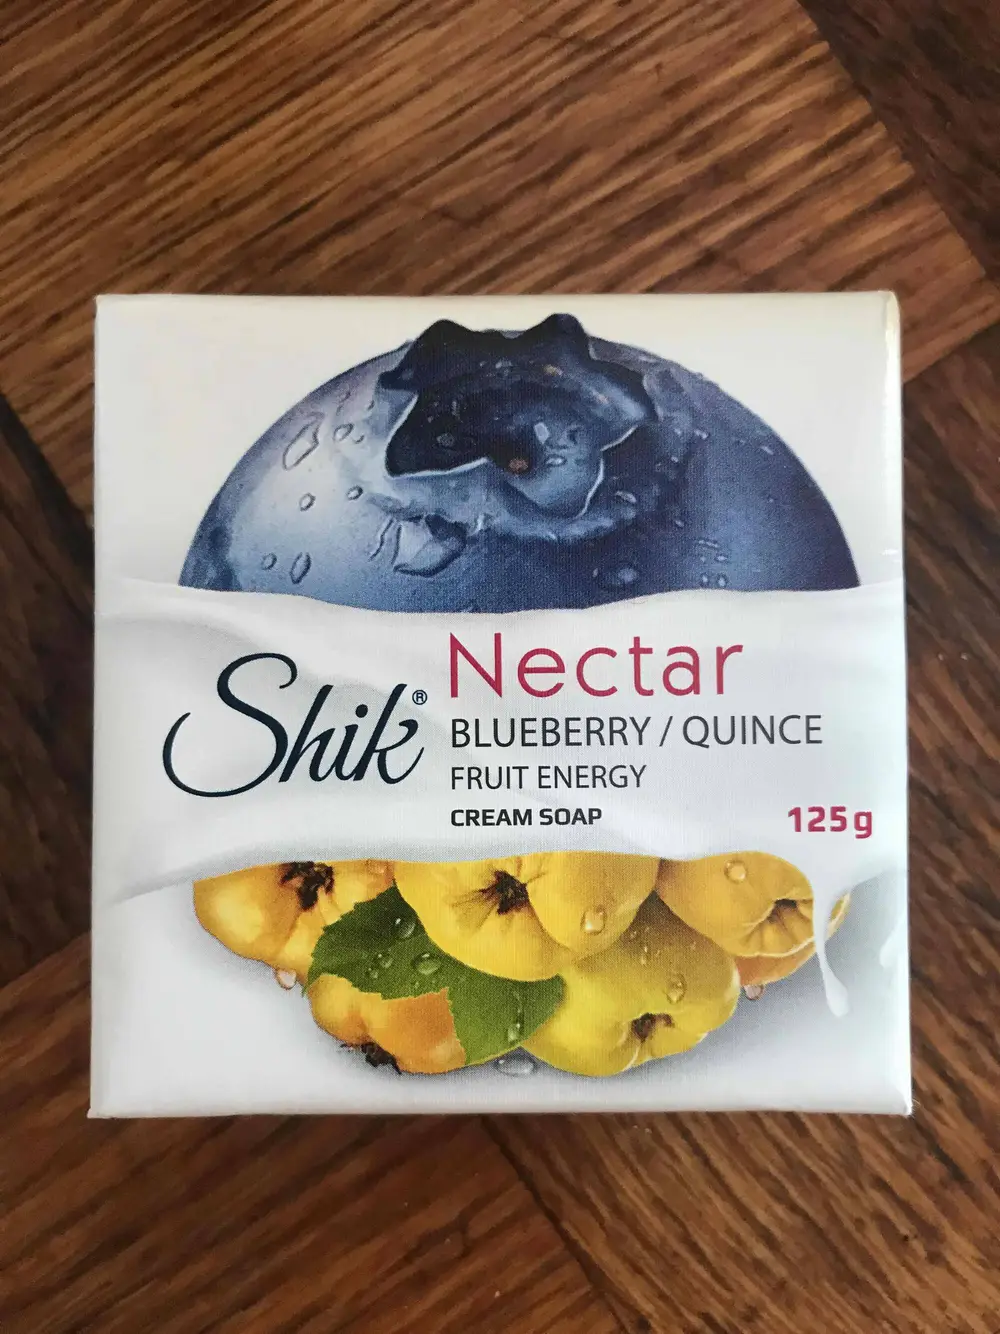 Shik®
Nectar
BLUEBERRY / QUINCE
FRUIT ENERGY
CREAM SOAP
125g